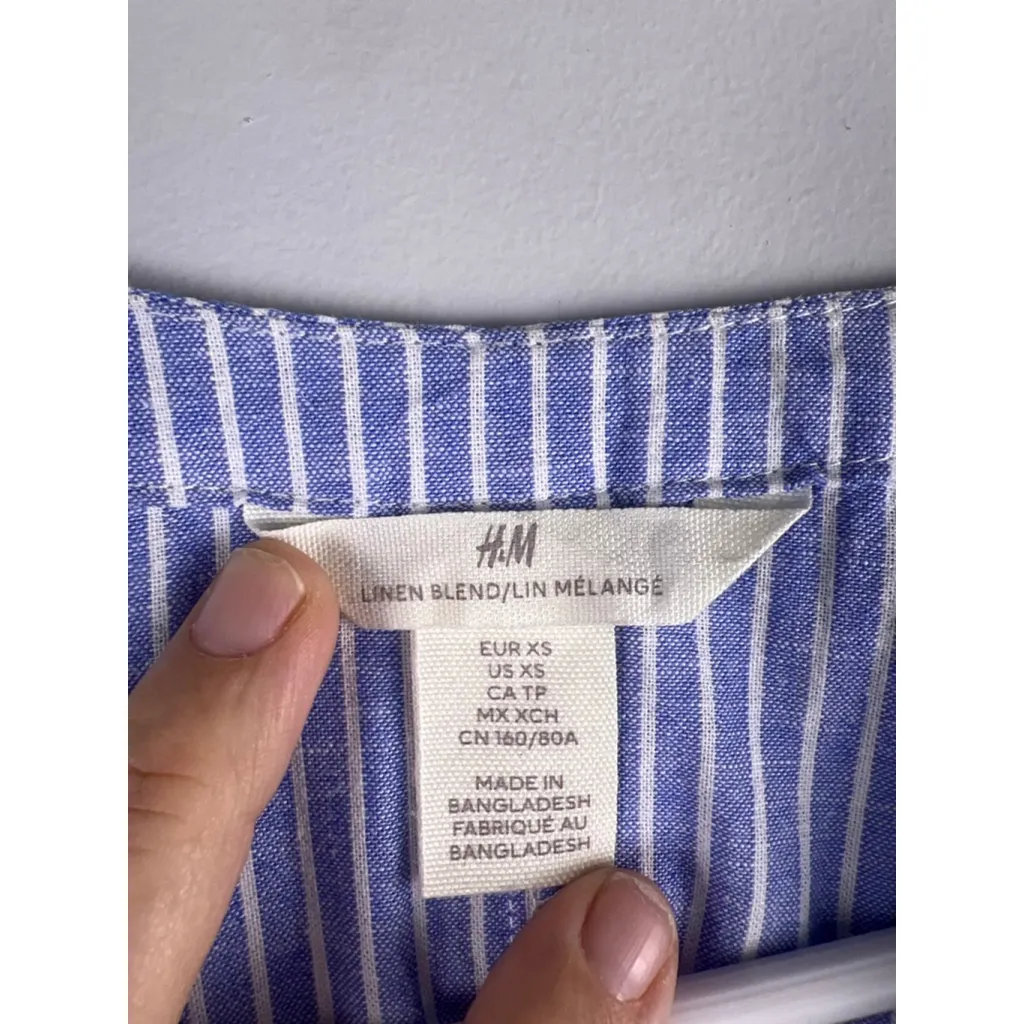 H&M
LINEN BLEND/LIN MÉLANGÉ
EUR XS
US XS
CA TP
MX XCH
CN 160/80A
MADE IN
BANGLADESH
FABRIQUÉ AU
BANGLADESH